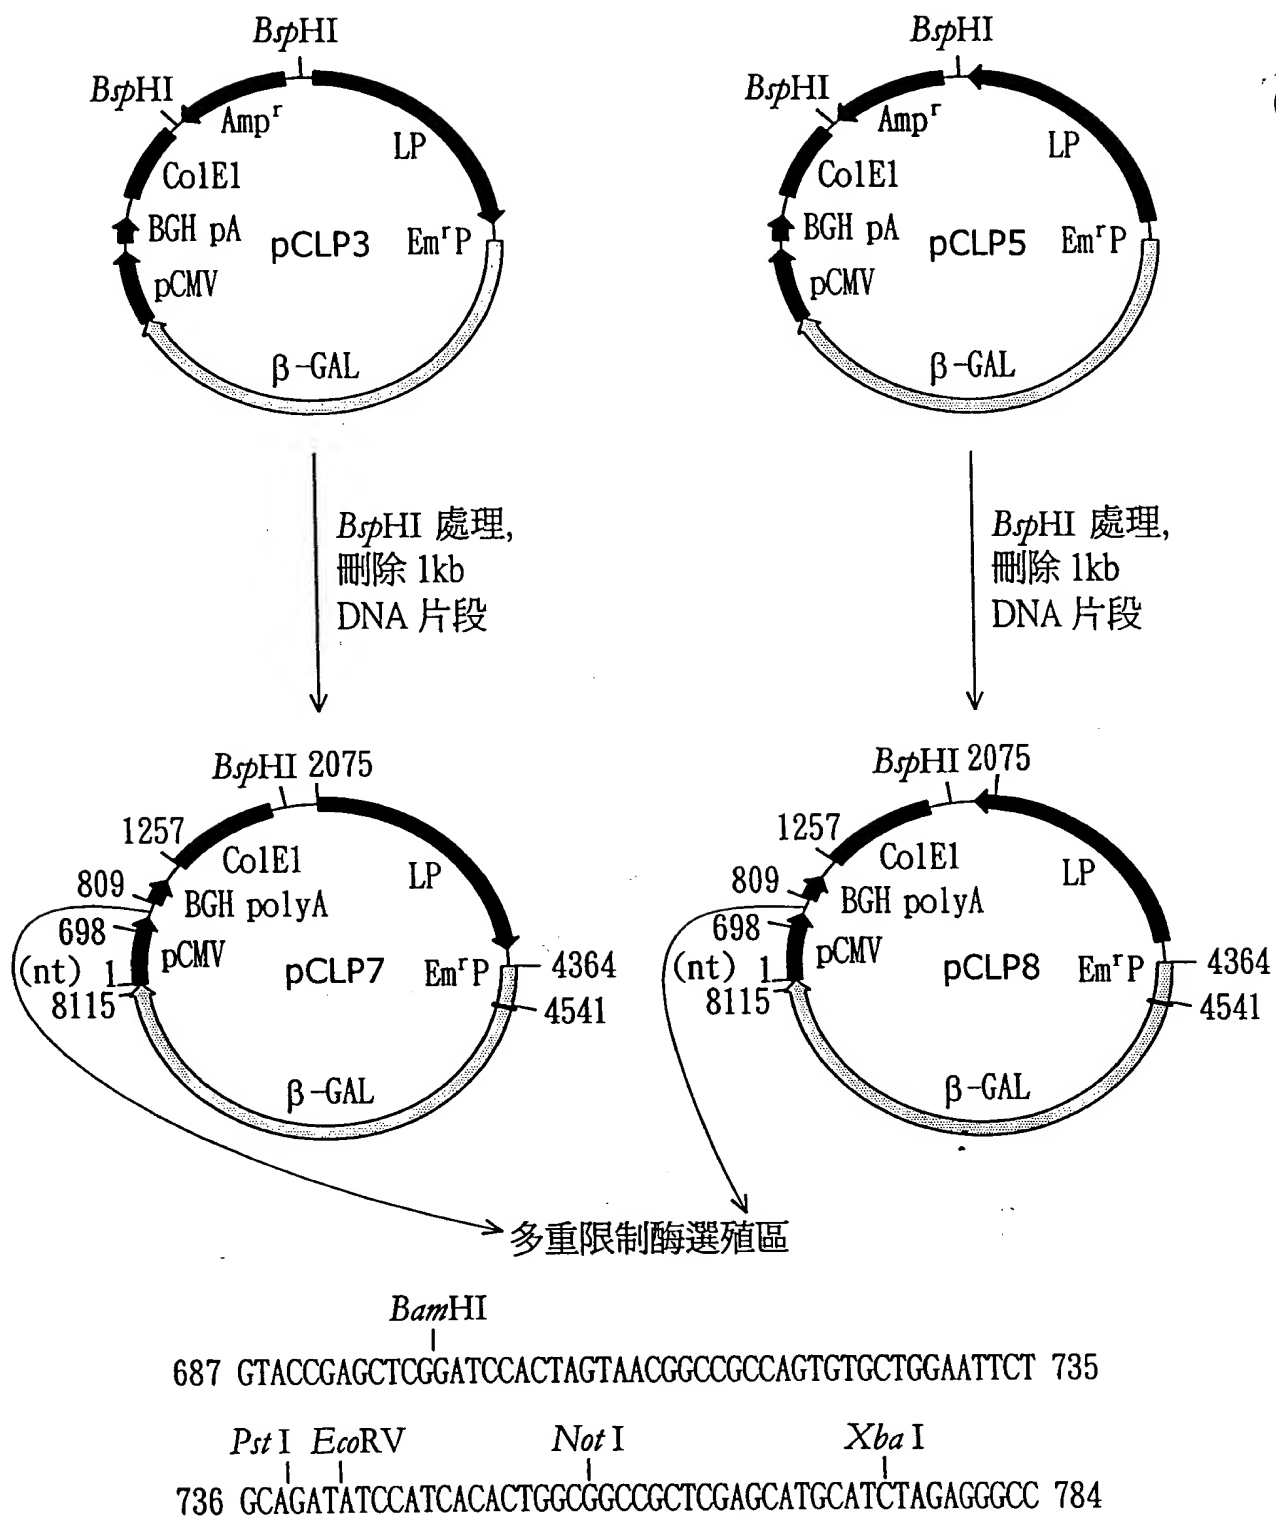 BspHI
BspHI
Ampʳ
LP
ColE1
BGH pA
pCLP3
EmʳP
pCMV
β-GAL
BspHI
BspHI
Ampʳ
LP
ColE1
BGH pA
pCLP5
EmʳP
pCMV
β-GAL
BspHI 處理,
刪除 1kb
DNA 片段
BspHI 處理,
刪除 1kb
DNA 片段
BspHI 2075
1257
ColE1
LP
809
BGH polyA
698
pCMV
(nt) 1
8115
pCLP7
EmʳP
4364
4541
β-GAL
BspHI 2075
1257
ColE1
LP
809
BGH polyA
698
pCMV
(nt) 1
8115
pCLP8
EmʳP
4364
4541
β-GAL
多重限制酶選殖區
BamHI
687 GTACCGAGCTCGGATCCACTAGTAACGGCCGCCAGTGTGCTGGAATTCT 735
Pst I EcoRV Not I Xba I
736 GCAGATATCCATCACACTGGCGGCCGCTCGAGCATGCATCTAGAGGGCC 784